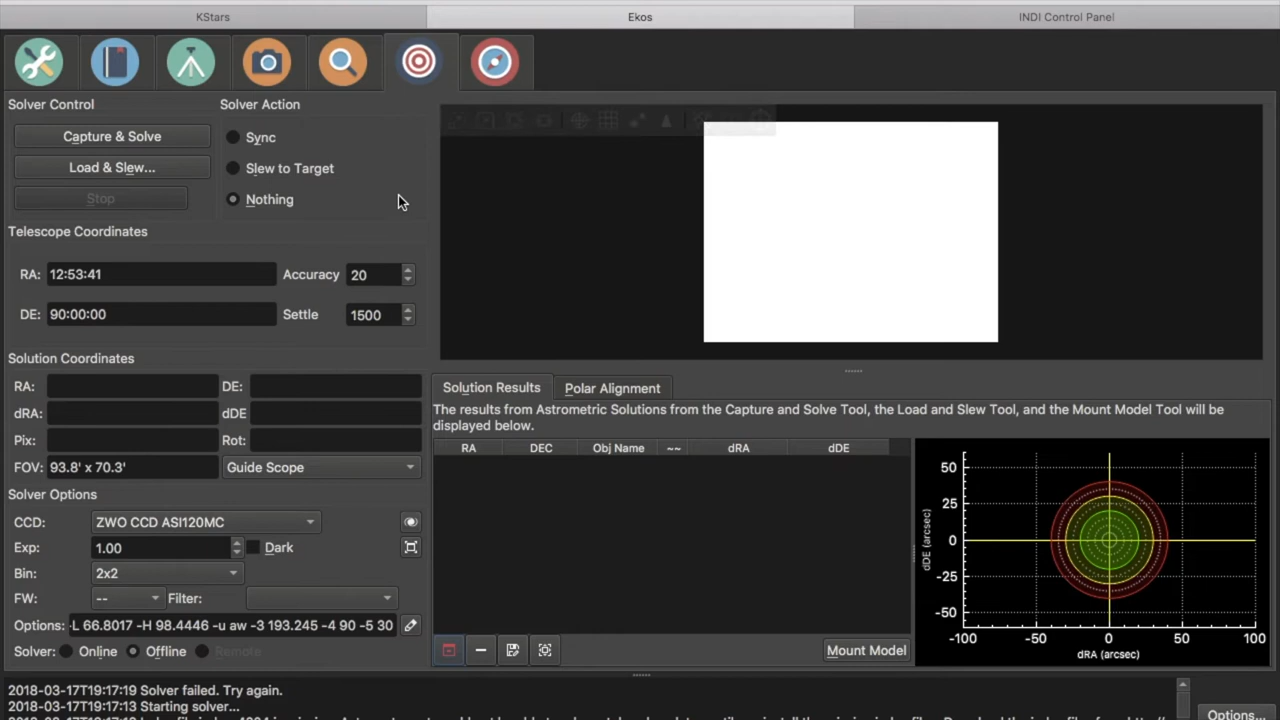 KStars
Ekos
INDI Control Panel
Solver Control
Solver Action
Capture & Solve
Sync
Load & Slew...
Slew to Target
Stop
Nothing
Telescope Coordinates
RA: 12:53:41 Accuracy 20
DE: 90:00:00 Settle 1500
Solution Coordinates
RA: DE:
dRA: dDE
Pix: Rot:
FOV: 93.8' x 70.3' Guide Scope
Solver Options
CCD: ZWO CCD ASI120MC
Exp: 1.00 Dark
Bin: 2x2
FW: -- Filter:
Options: -L 66.8017 -H 98.4446 -u aw -3 193.245 -4 90 -5 30
Solver: Online Offline Remote
Solution Results Polar Alignment
The results from Astrometric Solutions from the Capture and Solve Tool, the Load and Slew Tool, and the Mount Model Tool will be
displayed below.
RA DEC Obj Name ~~ dRA dDE
Mount Model
50
25
0
-25
-50
dDE (arcsec)
-100 -50 0 50 100
dRA (arcsec)
2018-03-17T19:17:19 Solver failed. Try again.
2018-03-17T19:17:13 Starting solver...
Options...